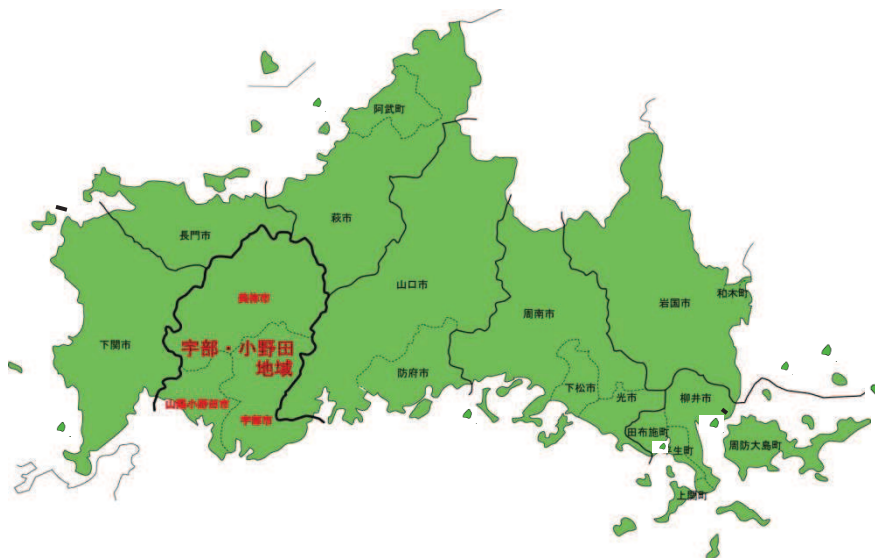 阿武町
萩市
長門市
山口市
美祢市
岩国市
和木町
周南市
下関市
宇部・小野田
地域
防府市
下松市
光市
柳井市
山陽小野田市
宇部市
田布施町
周防大島町
生町
上関町